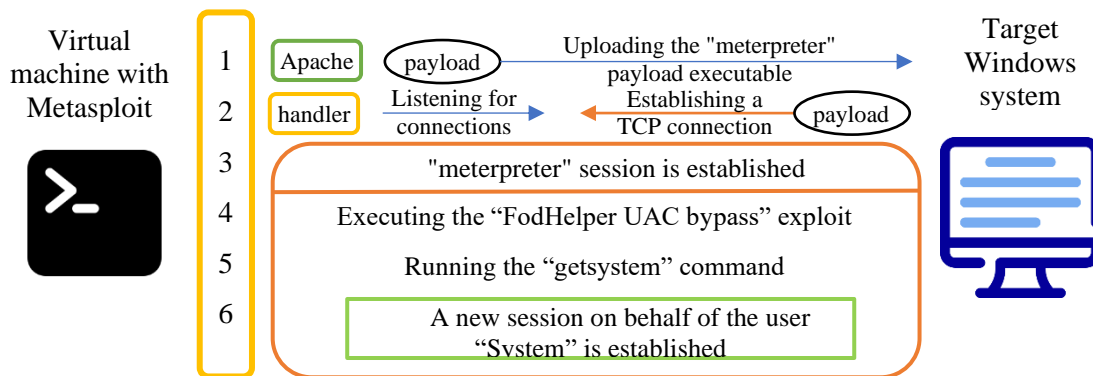 Virtual
machine with
Metasploit
1
Apache
payload
Uploading the "meterpreter"
payload executable
2
handler
Listening for
connections
Establishing a
TCP connection
payload
3
"meterpreter" session is established
4
Executing the “FodHelper UAC bypass” exploit
5
Running the “getsystem” command
6
A new session on behalf of the user
“System” is established
Target
Windows
system